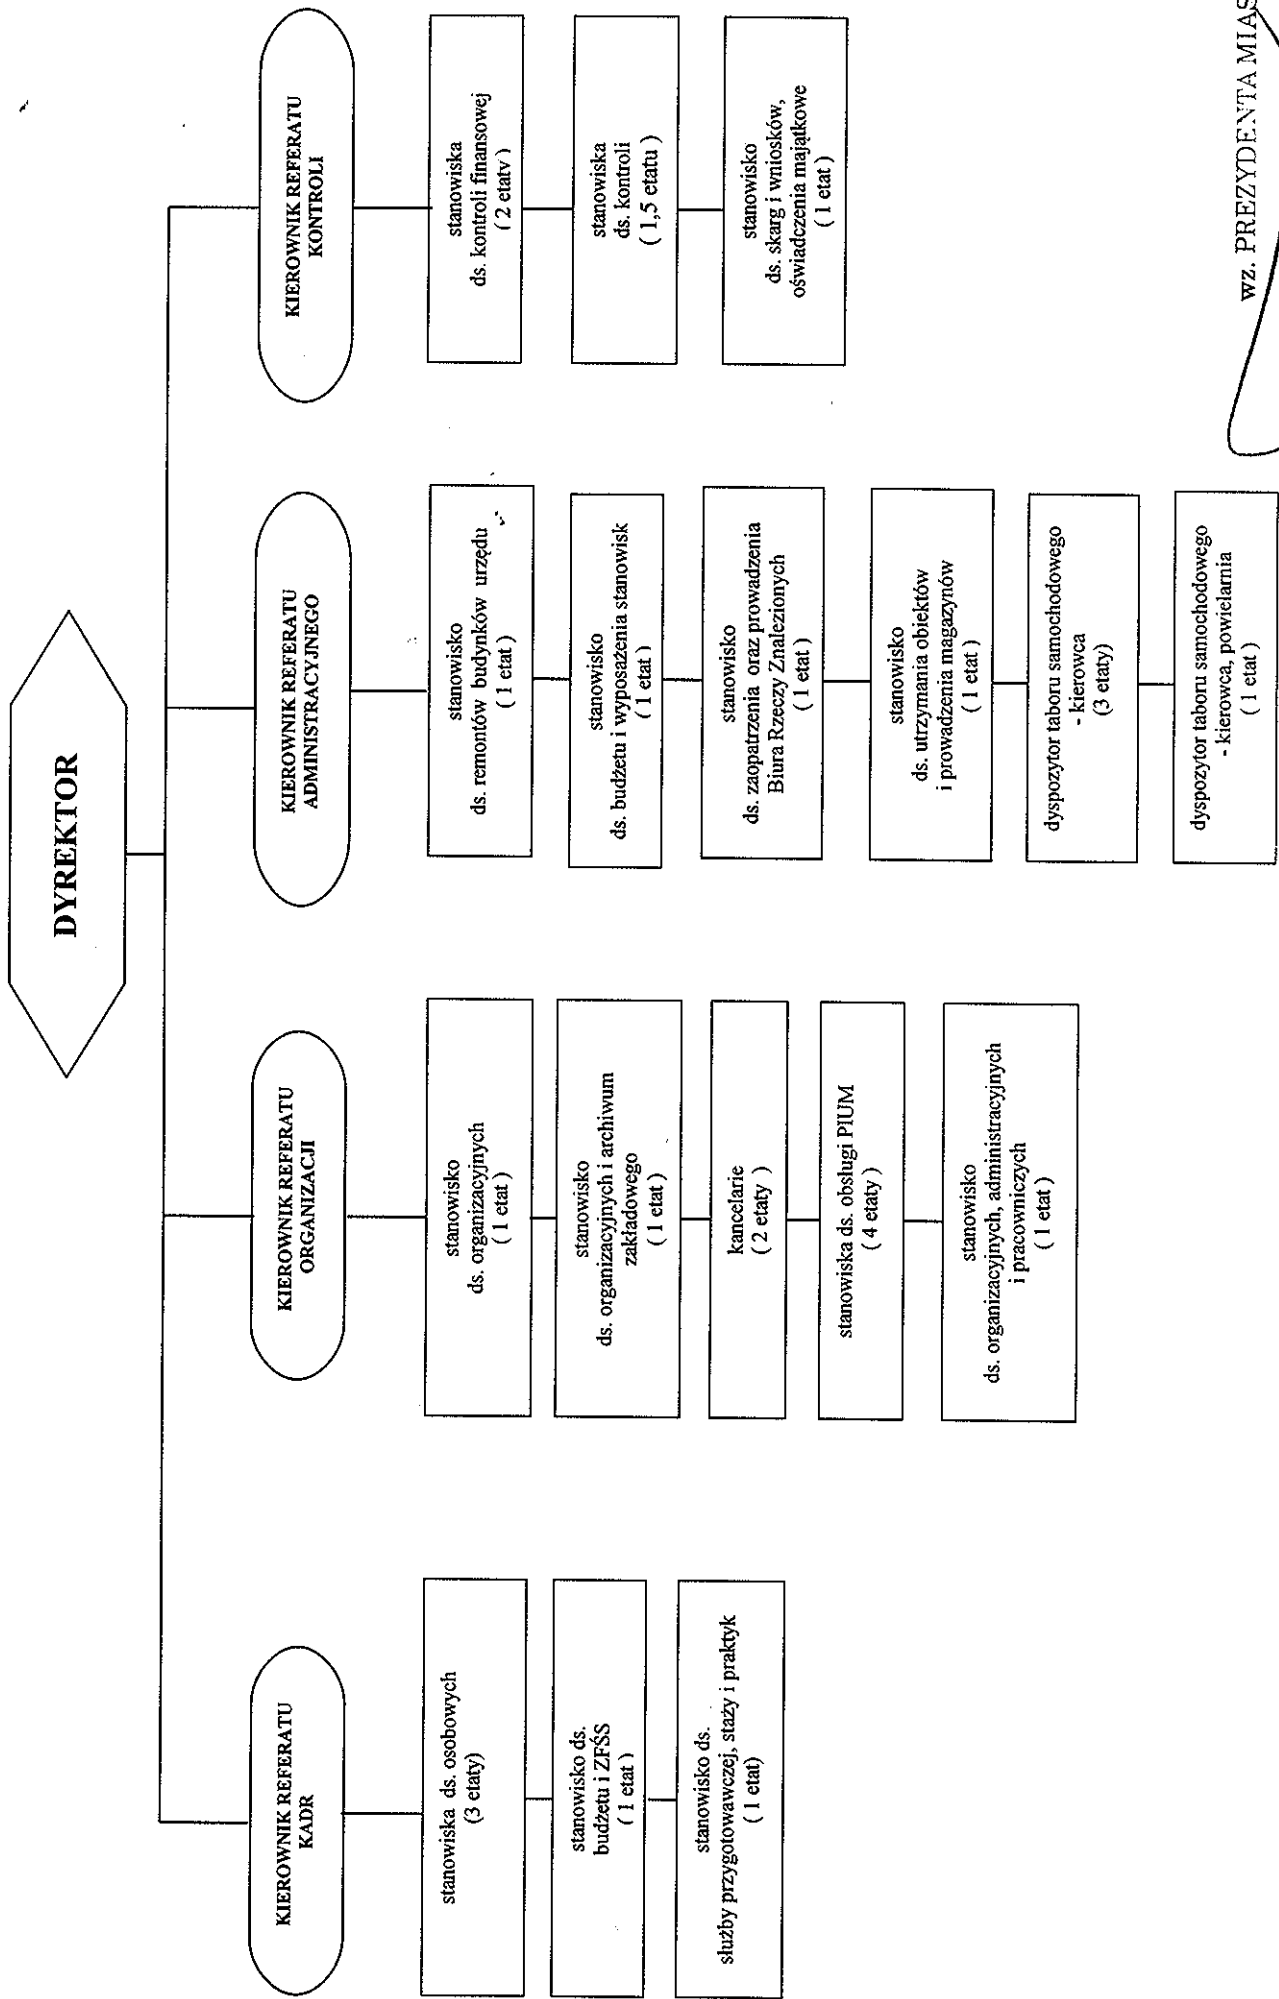 DYREKTOR
KIEROWNIK REFERATU
KADR
stanowiska ds. osobowych
(3 etaty)
stanowisko ds.
budżetu i ZFŚS
( 1 etat )
stanowisko ds.
służby przygotowawczej, staży i praktyk
( 1 etat)
KIEROWNIK REFERATU
ORGANIZACJI
stanowisko
ds. organizacyjnych
( 1 etat )
stanowisko
ds. organizacyjnych i archiwum
zakładowego
( 1 etat )
kancelarie
( 2 etaty )
stanowiska ds. obsługi PIUM
( 4 etaty )
stanowisko
ds. organizacyjnych, administracyjnych
i pracowniczych
( 1 etat )
KIEROWNIK REFERATU
ADMINISTRACYJNEGO
stanowisko
ds. remontów budynków urzędu
( 1 etat )
stanowisko
ds. budżetu i wyposażenia stanowisk
( 1 etat )
stanowisko
ds. zaopatrzenia oraz prowadzenia
Biura Rzeczy Znalezionych
( 1 etat )
stanowisko
ds. utrzymania obiektów
i prowadzenia magazynów
( 1 etat )
dyspozytor taboru samochodowego
- kierowca
(3 etaty)
dyspozytor taboru samochodowego
- kierowca, powielarnia
( 1 etat )
KIEROWNIK REFERATU
KONTROLI
stanowiska
ds. kontroli finansowej
( 2 etaty )
stanowiska
ds. kontroli
( 1,5 etatu )
stanowisko
ds. skarg i wniosków,
oświadczenia majątkowe
( 1 etat )
wz. PREZYDENTA MIAS